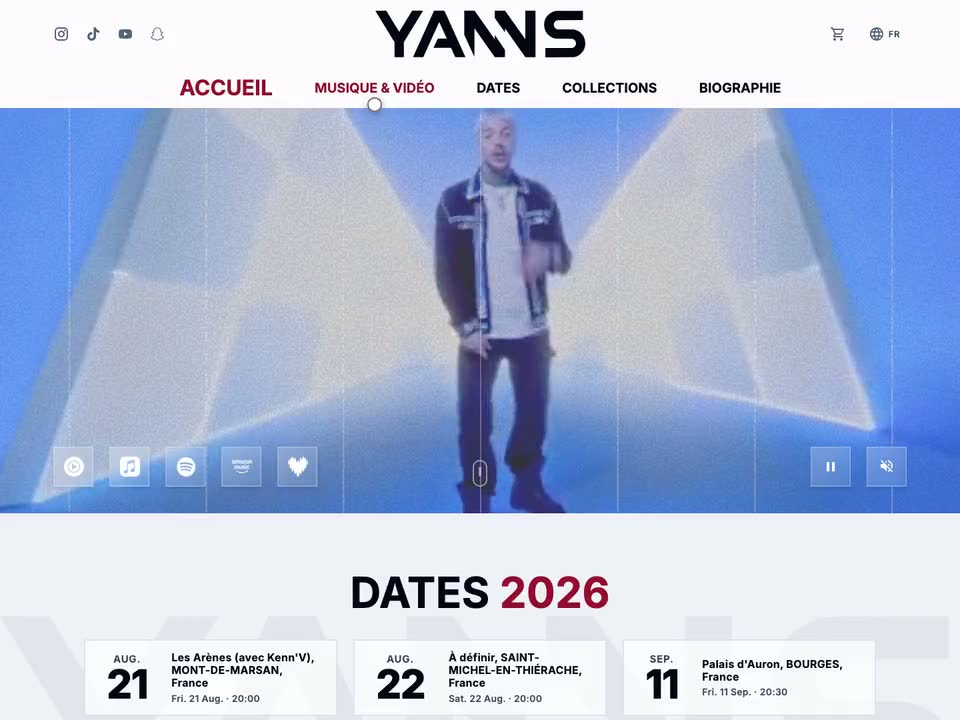 YANNS
FR
ACCUEIL
MUSIQUE & VIDÉO
DATES
COLLECTIONS
BIOGRAPHIE
amazon
music
DATES 2026
AUG.
21
Les Arènes (avec Kenn'V),
MONT-DE-MARSAN,
France
Fri. 21 Aug. · 20:00
AUG.
22
À définir, SAINT-
MICHEL-EN-THIÉRACHE,
France
Sat. 22 Aug. · 20:00
SEP.
11
Palais d'Auron, BOURGES,
France
Fri. 11 Sep. · 20:30